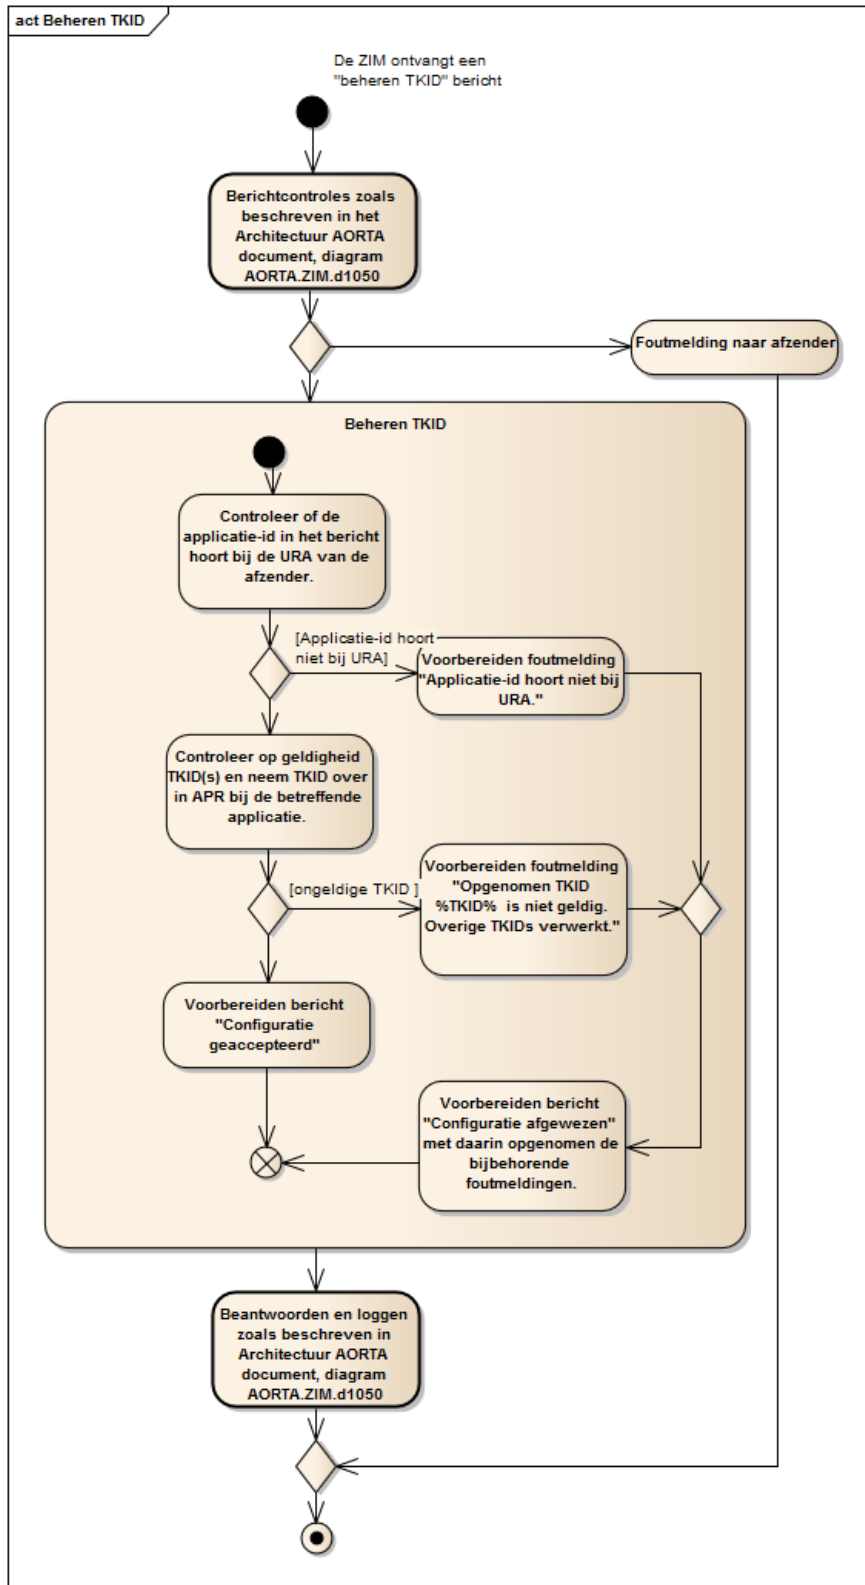 act Beheren TKID
De ZIM ontvangt een
"beheren TKID" bericht
Berichtcontroles zoals
beschreven in het
Architectuur AORTA
document, diagram
AORTA.ZIM.d1050
Foutmelding naar afzender
Beheren TKID
Controleer of de
applicatie-id in het bericht
hoort bij de URA van de
afzender.
[Applicatie-id hoort
niet bij URA]
Voorbereiden foutmelding
"Applicatie-id hoort niet bij
URA."
Controleer op geldigheid
TKID(s) en neem TKID over
in APR bij de betreffende
applicatie.
[ongeldige TKID ]
Voorbereiden foutmelding
"Opgenomen TKID
%TKID%  is niet geldig.
Overige TKIDs verwerkt."
Voorbereiden bericht
"Configuratie
geaccepteerd"
Voorbereiden bericht
"Configuratie afgewezen"
met daarin opgenomen de
bijbehorende
foutmeldingen.
Beantwoorden en loggen
zoals beschreven in
Architectuur AORTA
document, diagram
AORTA.ZIM.d1050